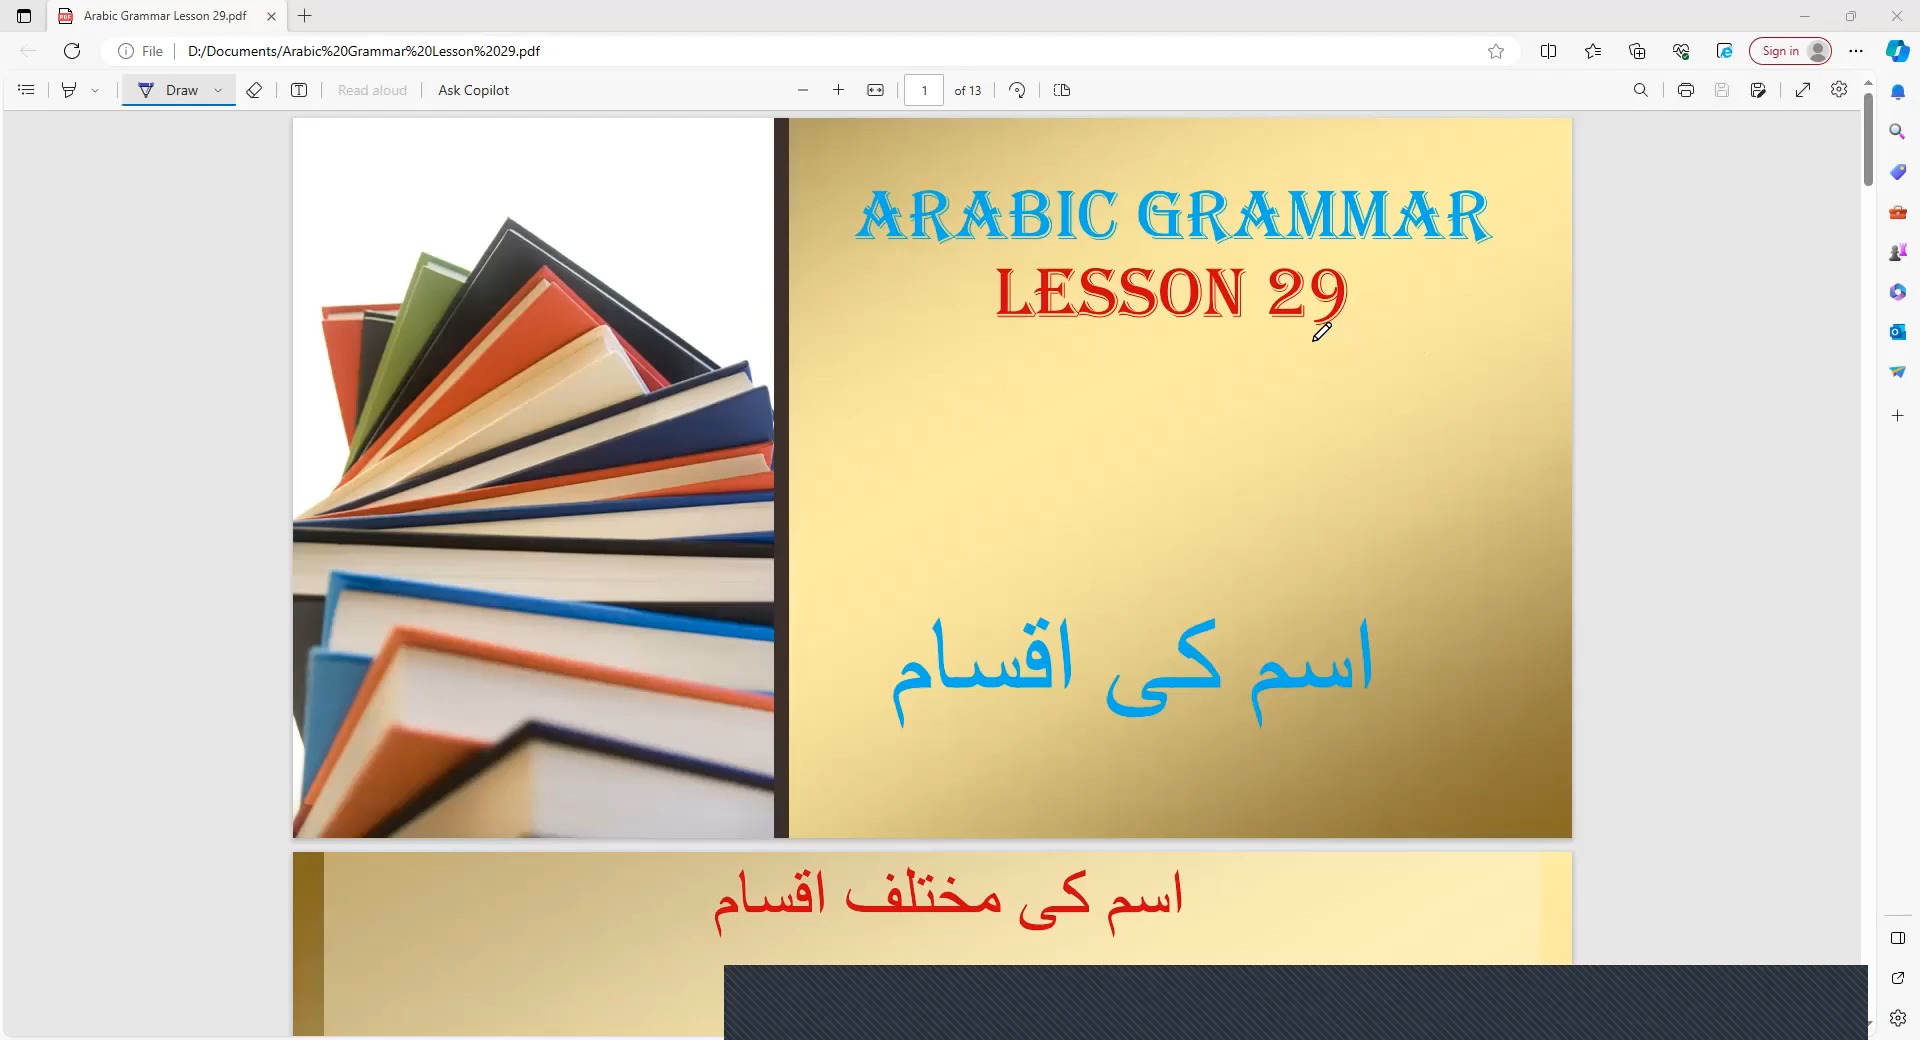 Arabic Grammar Lesson 29.pdf
File
D:/Documents/Arabic%20Grammar%20Lesson%2029.pdf
Sign in
Draw
Read aloud
Ask Copilot
1 of 13
ARABIC GRAMMAR
LESSON 29
اسم کی اقسام
اسم کی مختلف اقسام